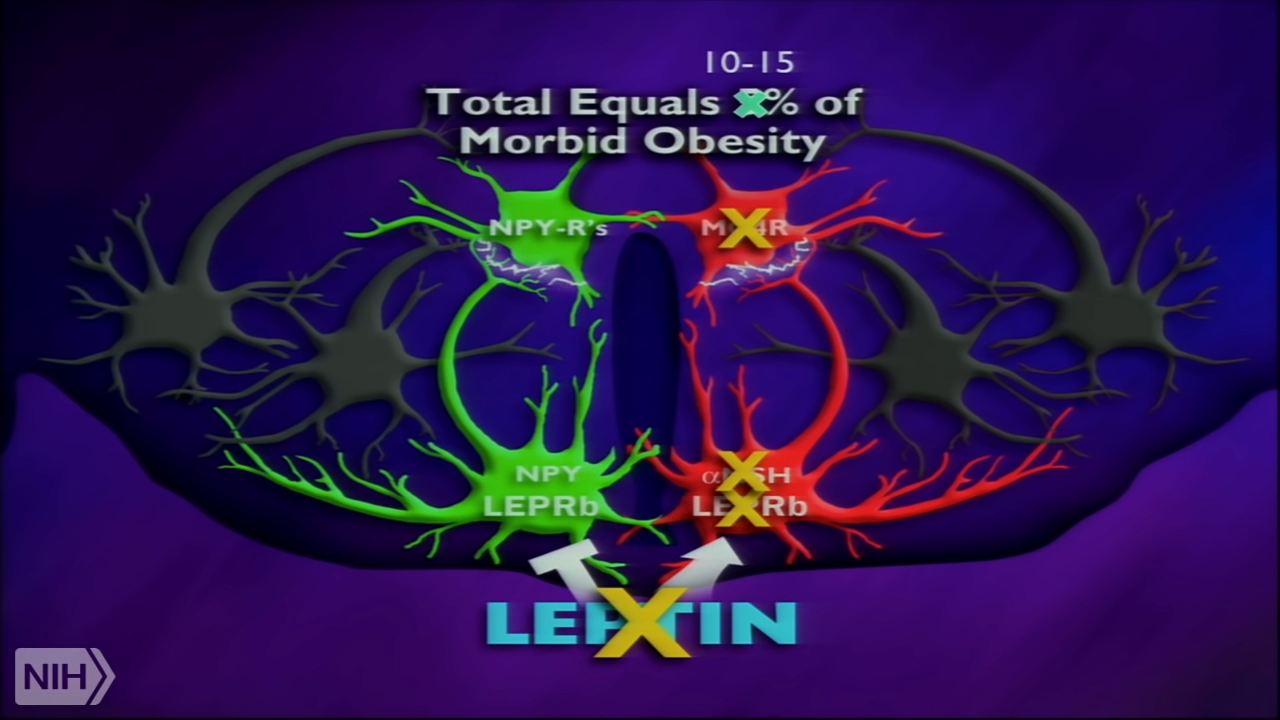 10-15
Total Equals % of
Morbid Obesity
NPY-R's
NPY
LEPRb
LEPTIN
NIH